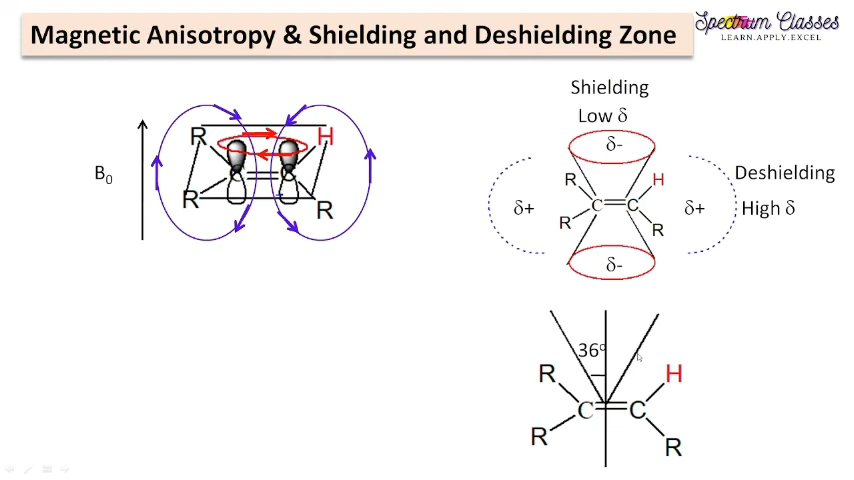 Magnetic Anisotropy & Shielding and Deshielding Zone
Spectrum Classes
LEARN.APPLY.EXCEL
B₀
R
H
R
R
Shielding
Low δ
δ-
R
H
C
C
R
R
δ+
δ+
δ-
Deshielding
High δ
36°
R
H
C
C
R
R